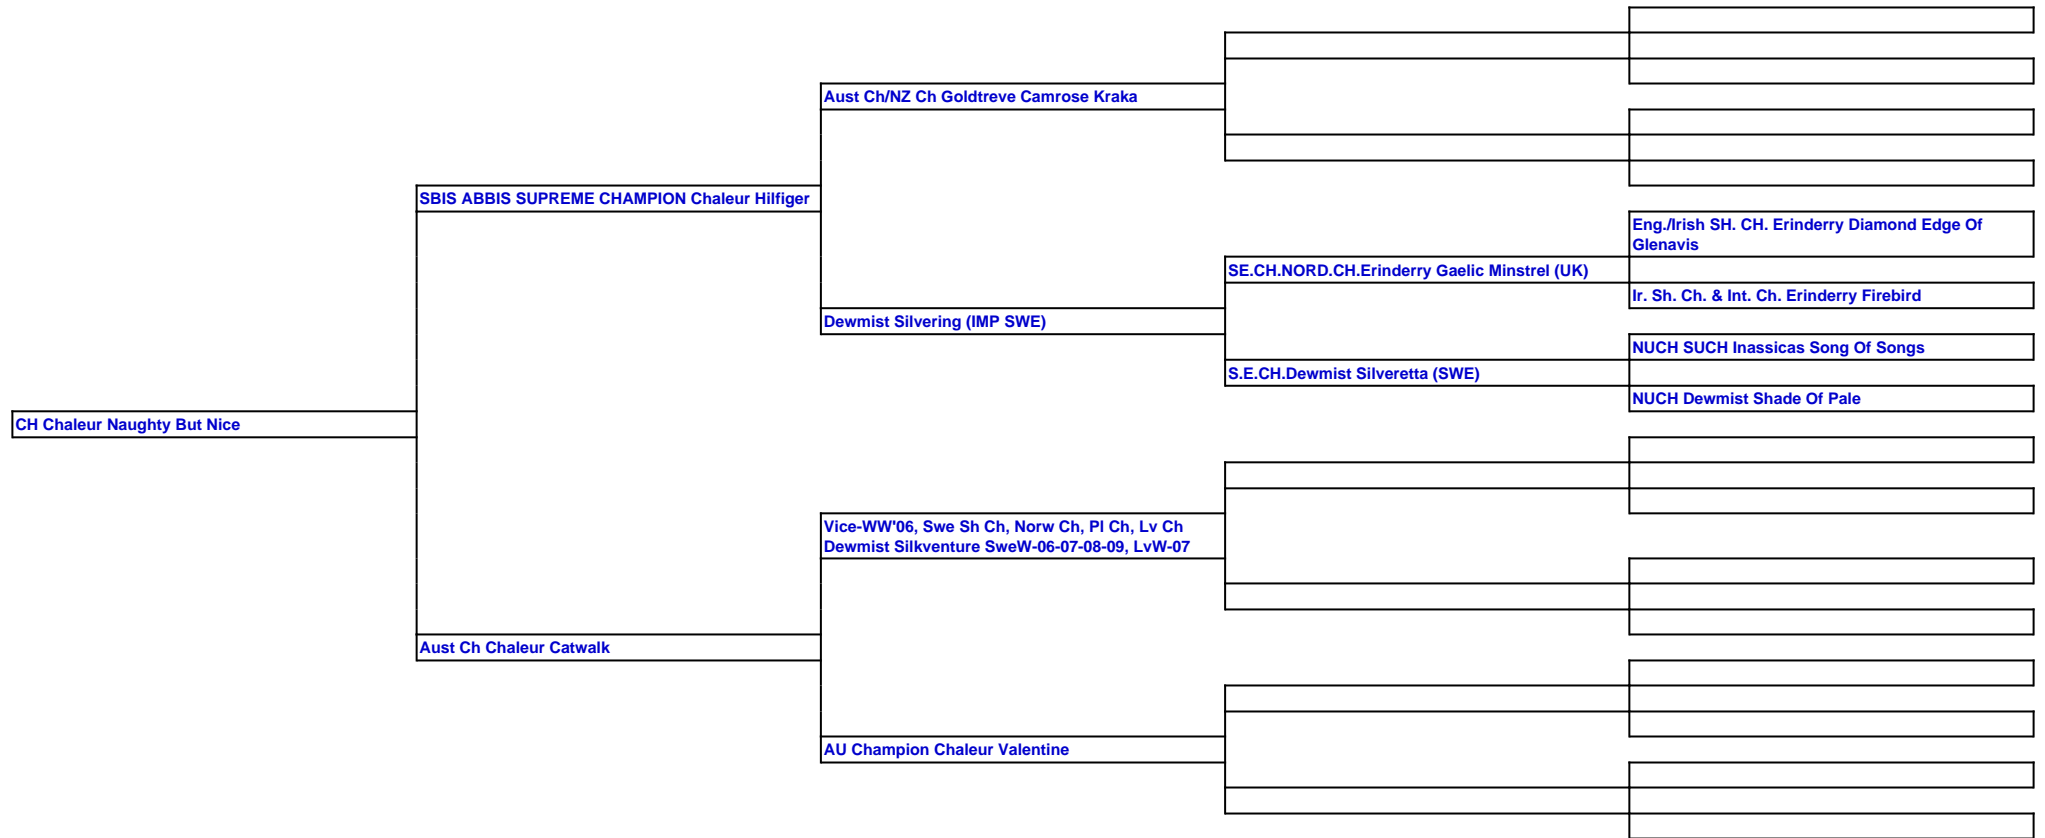 Aust Ch/NZ Ch Goldtreve Camrose Kraka
SBIS ABBIS SUPREME CHAMPION Chaleur Hilfiger
Eng./Irish SH. CH. Erinderry Diamond Edge Of
Glenavis
SE.CH.NORD.CH.Erinderry Gaelic Minstrel (UK)
Ir. Sh. Ch. & Int. Ch. Erinderry Firebird
Dewmist Silvering (IMP SWE)
NUCH SUCH Inassicas Song Of Songs
S.E.CH.Dewmist Silveretta (SWE)
NUCH Dewmist Shade Of Pale
CH Chaleur Naughty But Nice
Vice-WW'06, Swe Sh Ch, Norw Ch, Pl Ch, Lv Ch
Dewmist Silkventure SweW-06-07-08-09, LvW-07
Aust Ch Chaleur Catwalk
AU Champion Chaleur Valentine